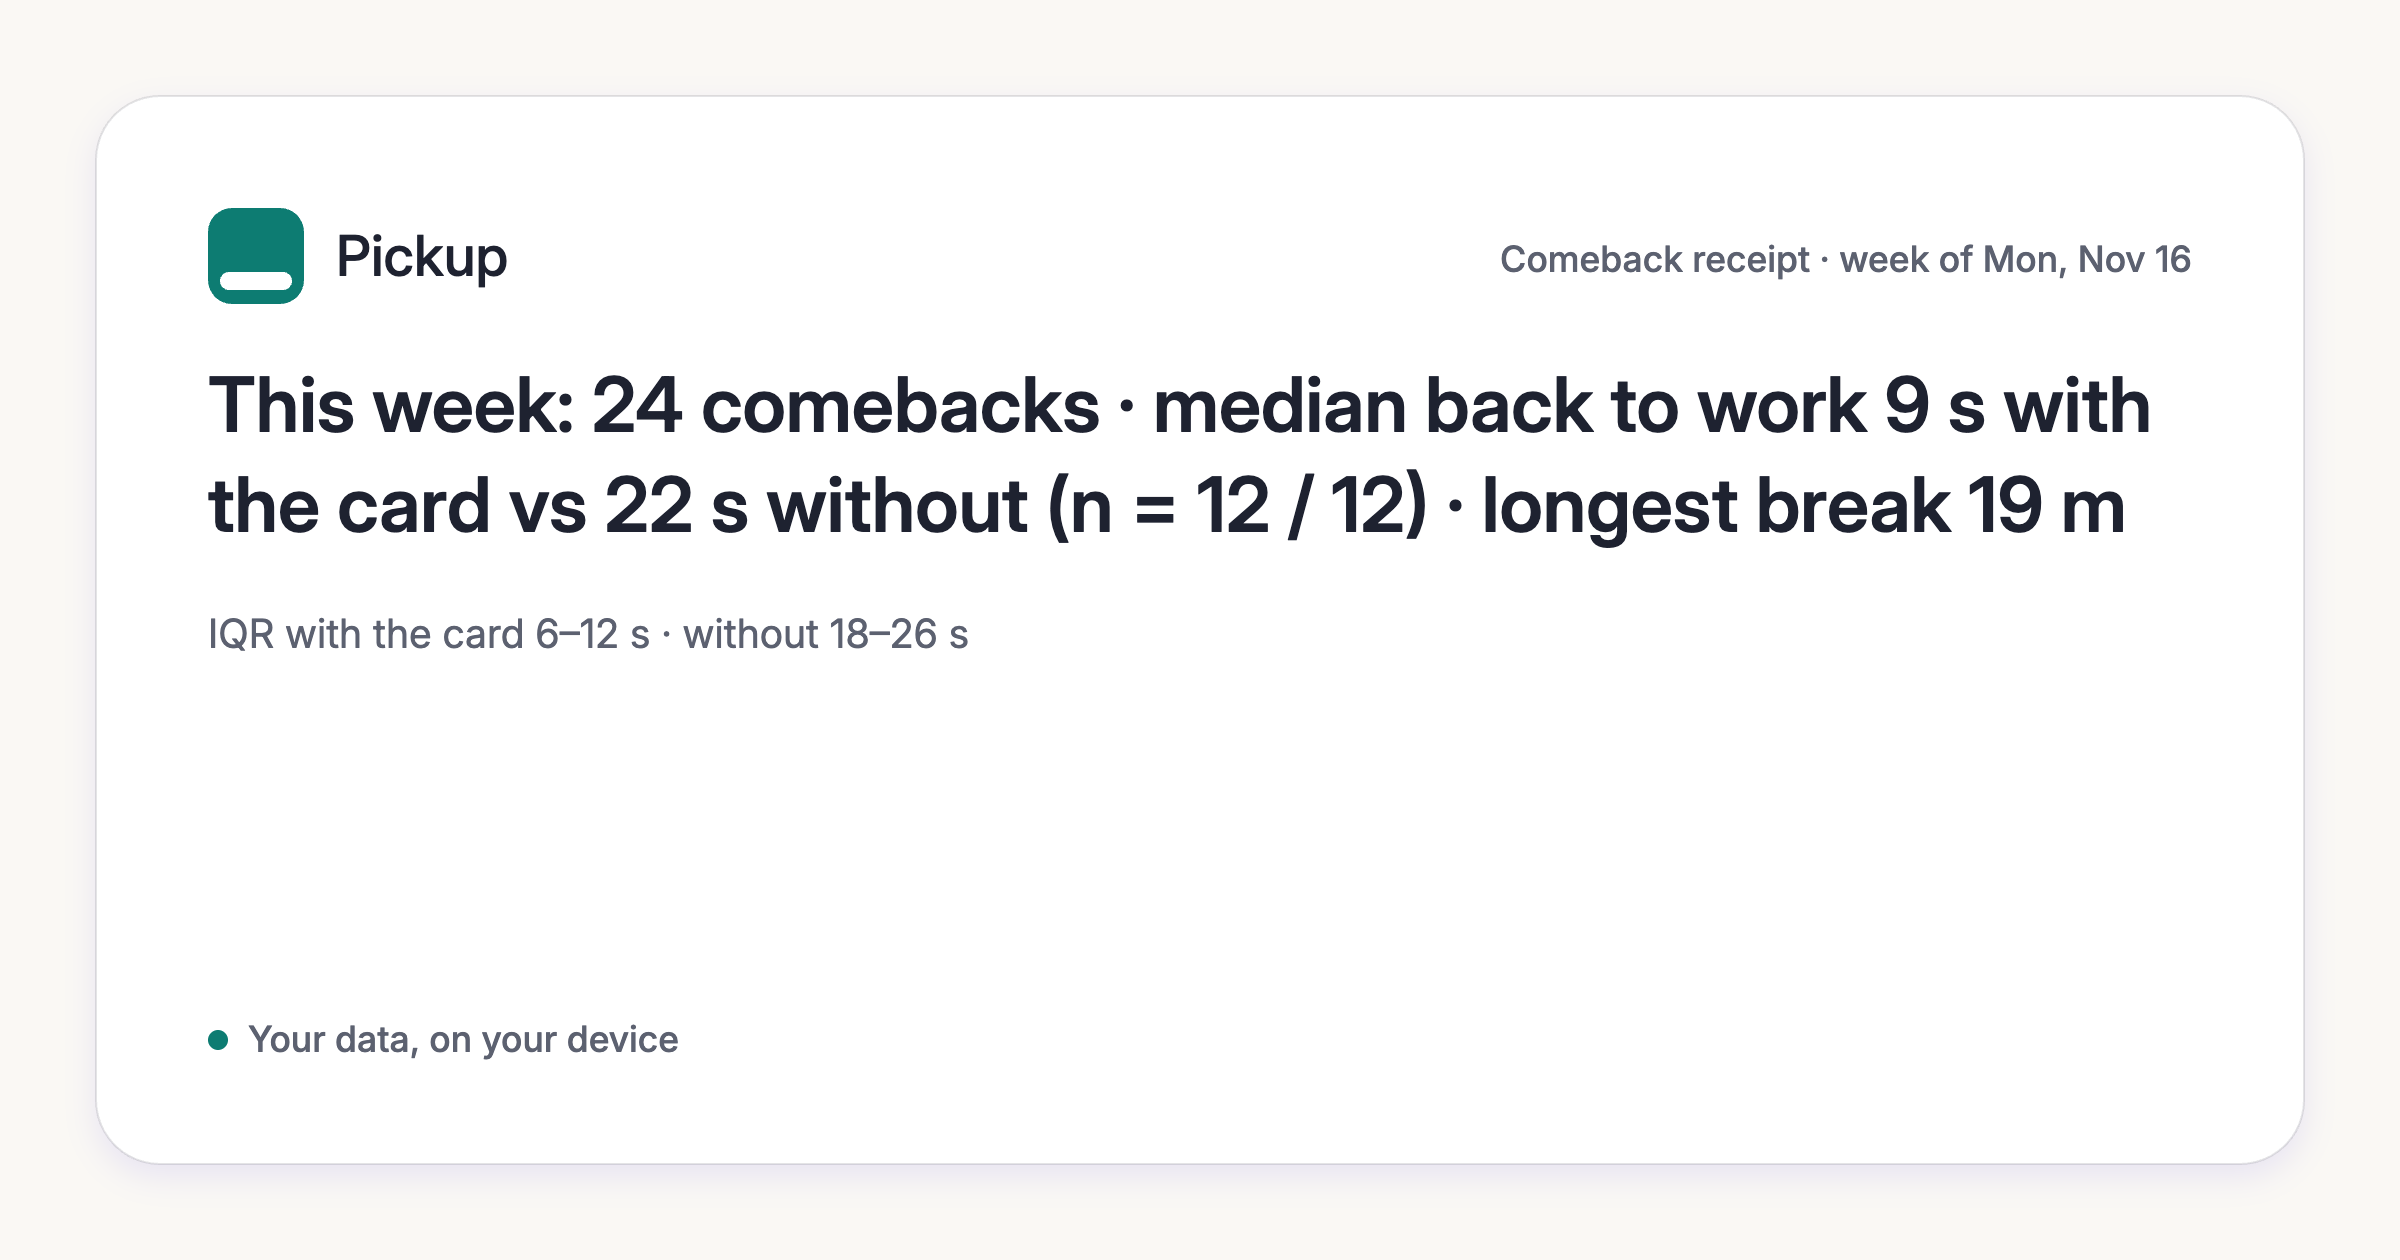 Pickup
Comeback receipt · week of Mon, Nov 16
This week: 24 comebacks · median back to work 9 s with
the card vs 22 s without (n = 12 / 12) · longest break 19 m
IQR with the card 6–12 s · without 18–26 s
Your data, on your device